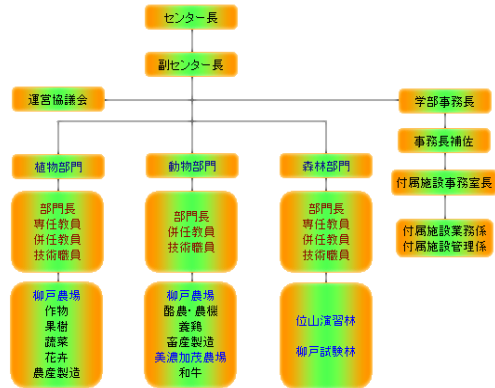 センター長
副センター長
運営協議会
学部事務長
事務長補佐
付属施設事務室長
付属施設業務係
付属施設管理係
植物部門
部門長
専任教員
併任教員
技術職員
柳戸農場
作物
果樹
蔬菜
花卉
農産製造
動物部門
部門長
併任教員
技術職員
柳戸農場
酪農・農機
養鶏
畜産製造
美濃加茂農場
和牛
森林部門
部門長
専任教員
併任教員
技術職員
位山演習林
柳戸試験林